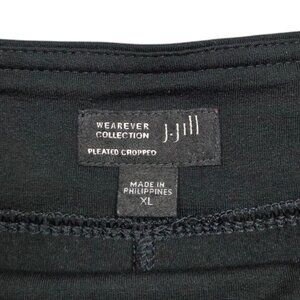 WEAREVER
COLLECTION
J.Jill
PLEATED CROPPED
MADE IN
PHILIPPINES
XL